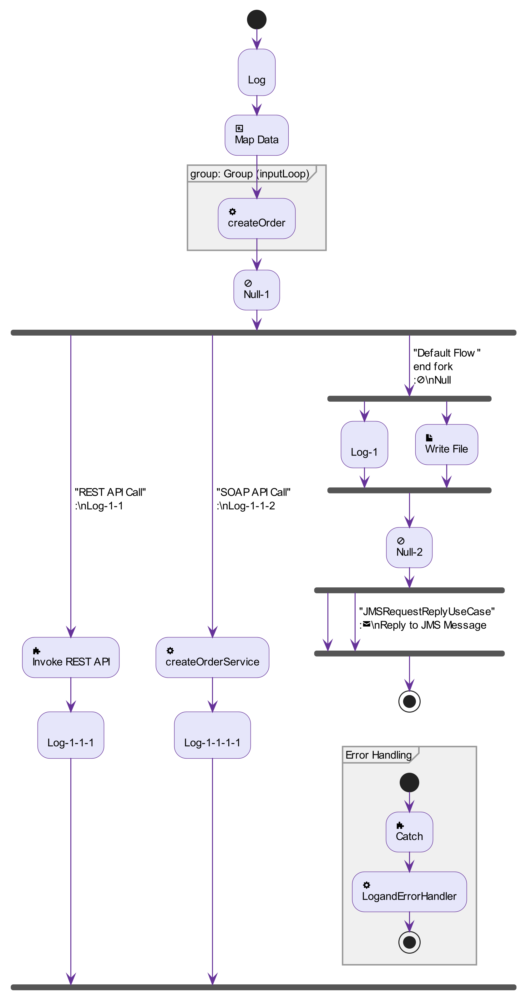 Log
Map Data
group: Group (inputLoop)
createOrder
Null-1
"Default Flow "
end fork
:\nNull
Log-1
Write File
"REST API Call"
:\nLog-1-1
"SOAP API Call"
:\nLog-1-1-2
Null-2
"JMSRequestReplyUseCase"
:\nReply to JMS Message
Invoke REST API
createOrderService
Log-1-1-1
Log-1-1-1-1
Error Handling
Catch
LogandErrorHandler